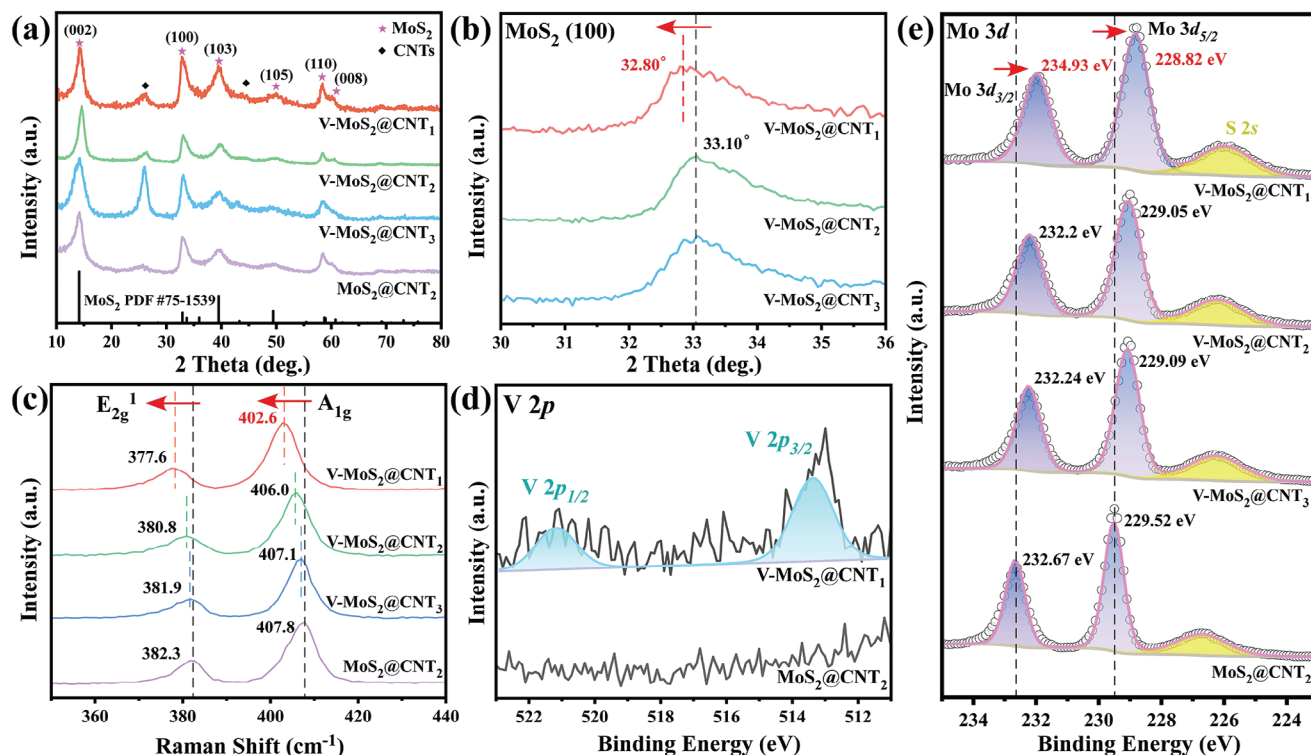 (a)
★ MoS₂
◆ CNTs
(002)
(100)
(103)
(105)
(110)
(008)
V-MoS₂@CNT₁
V-MoS₂@CNT₂
V-MoS₂@CNT₃
MoS₂@CNT₂
MoS₂ PDF #75-1539
10 20 30 40 50 60 70 80
2 Theta (deg.)
Intensity (a.u.)
(b) MoS₂ (100)
32.80°
V-MoS₂@CNT₁
33.10°
V-MoS₂@CNT₂
V-MoS₂@CNT₃
30 31 32 33 34 35 36
2 Theta (deg.)
Intensity (a.u.)
(c)
E₂g¹
A₁g
402.6
377.6
V-MoS₂@CNT₁
406.0
380.8
V-MoS₂@CNT₂
407.1
381.9
V-MoS₂@CNT₃
407.8
382.3
MoS₂@CNT₂
360 380 400 420 440
Raman Shift (cm⁻¹)
Intensity (a.u.)
(d) V 2p
V 2p3/2
V 2p1/2
V-MoS₂@CNT₁
MoS₂@CNT₂
522 520 518 516 514 512
Binding Energy (eV)
Intensity (a.u.)
(e) Mo 3d
Mo 3d5/2
234.93 eV
228.82 eV
Mo 3d3/2
S 2s
V-MoS₂@CNT₁
229.05 eV
232.2 eV
V-MoS₂@CNT₂
229.09 eV
232.24 eV
V-MoS₂@CNT₃
229.52 eV
232.67 eV
MoS₂@CNT₂
234 232 230 228 226 224
Binding Energy (eV)
Intensity (a.u.)